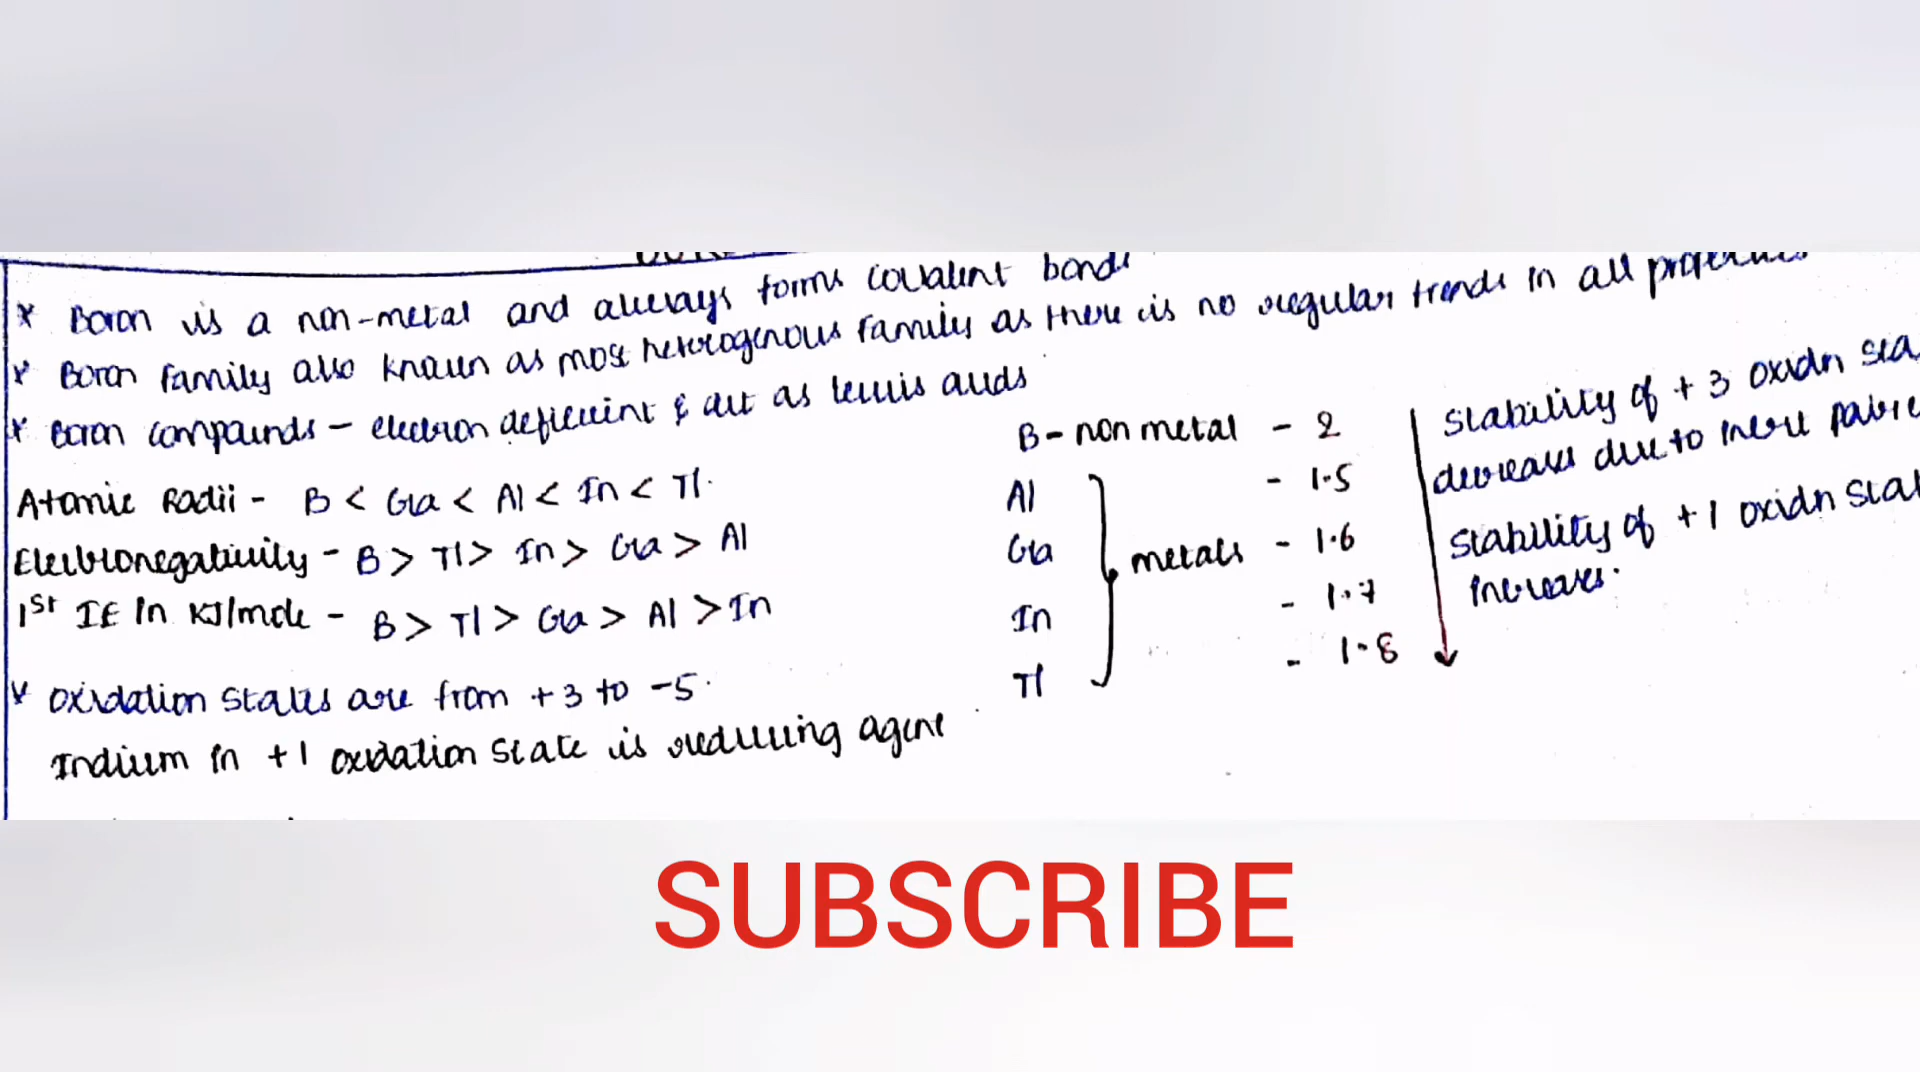 * Boron is a non-metal and always forms covalent bonds
* Boron family also known as most heterogenous family as there is no regular trends in all properties
* Boron compounds - electron deficient & act as lewis acids
Atomic Radii - B < Ga < Al < In < Tl.
Electronegativity - B > Tl > In > Ga > Al
1st IE in KJ/mole - B > Tl > Ga > Al > In
* Oxidation states are from +3 to -5.
Indium in +1 oxidation state is reducing agent
B - non metal - 2
Al - 1.5
Ga metals - 1.6
In - 1.7
Tl - 1.8
Stability of +3 oxidn sta
decreases due to inert pair e
Stability of +1 oxidn stat
increases.
SUBSCRIBE